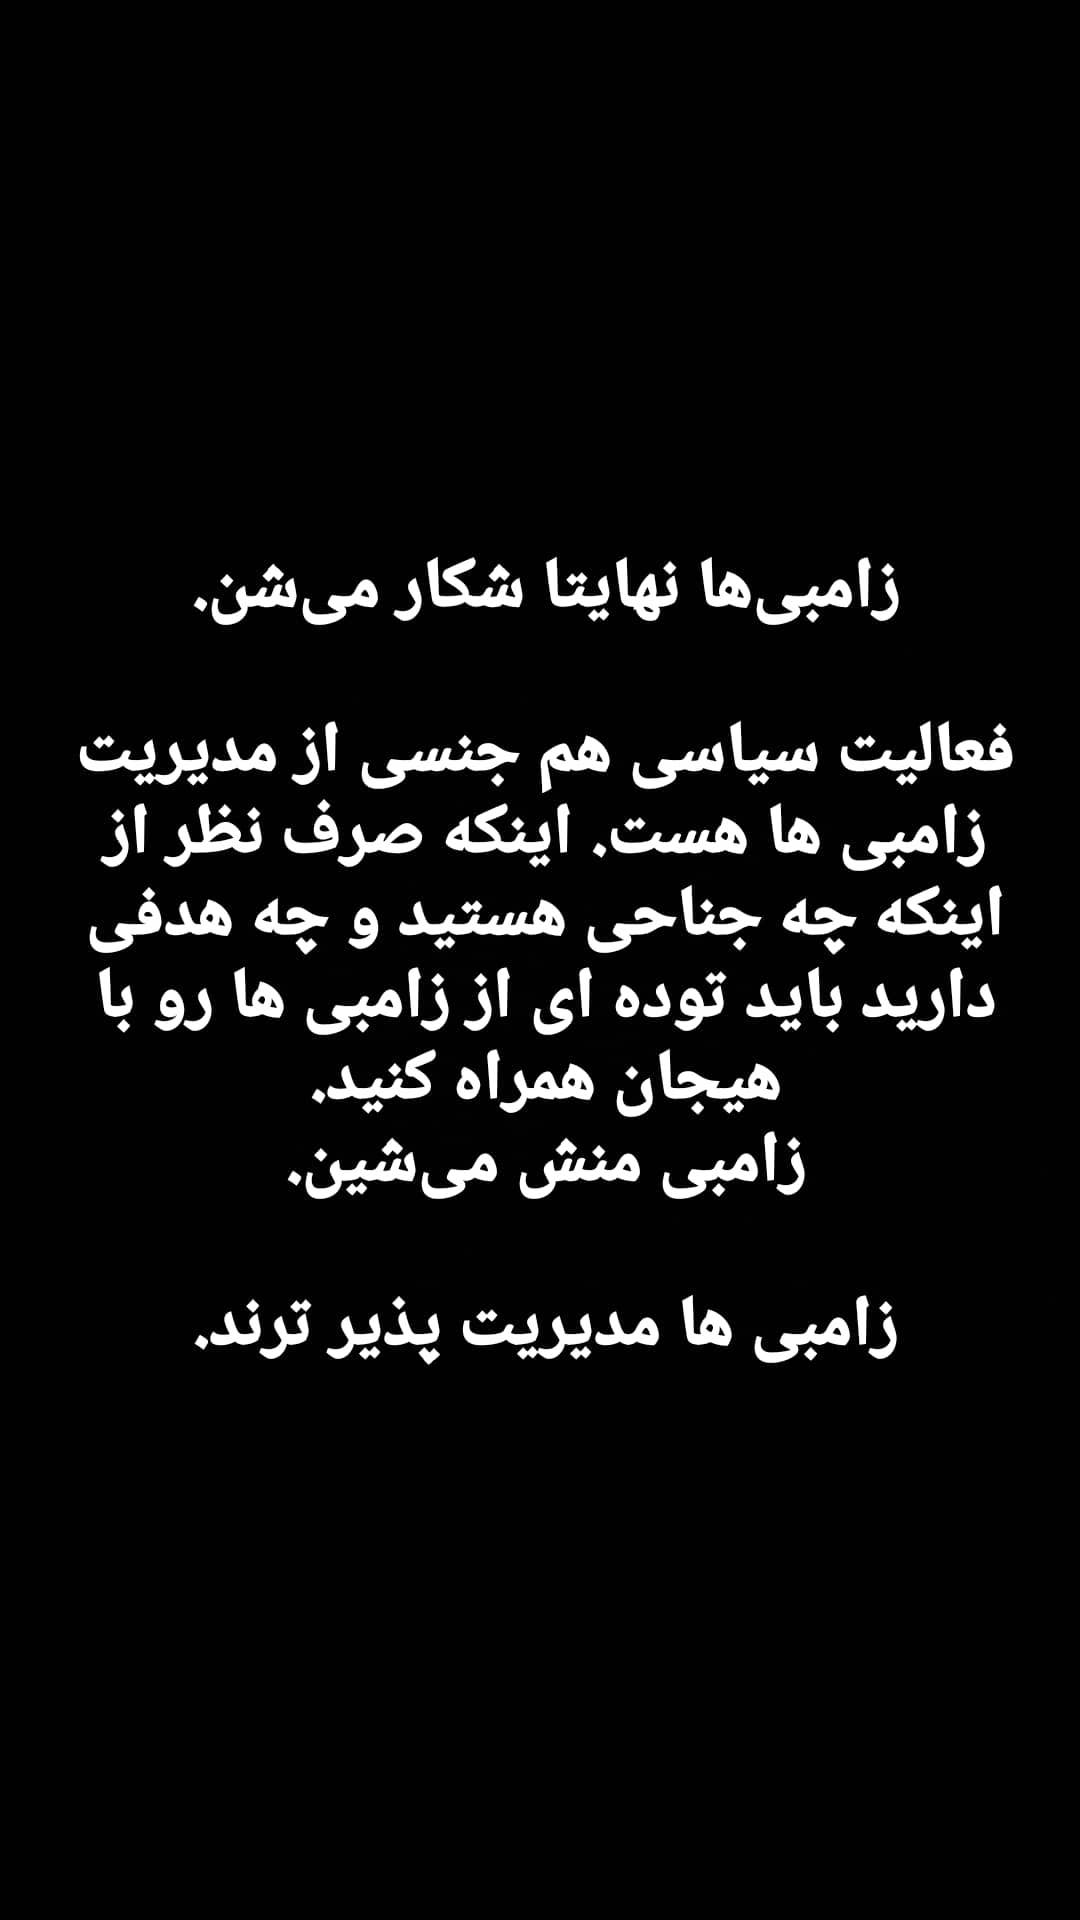 زامبی‌ها نهایتا شکار می‌شن.
فعالیت سیاسی هم جنسی از مدیریت
زامبی ها هست. اینکه صرف نظر از
اینکه چه جناحی هستید و چه هدفی
دارید باید توده ای از زامبی ها رو با
هیجان همراه کنید.
زامبی منش می‌شین.
زامبی ها مدیریت پذیر ترند.